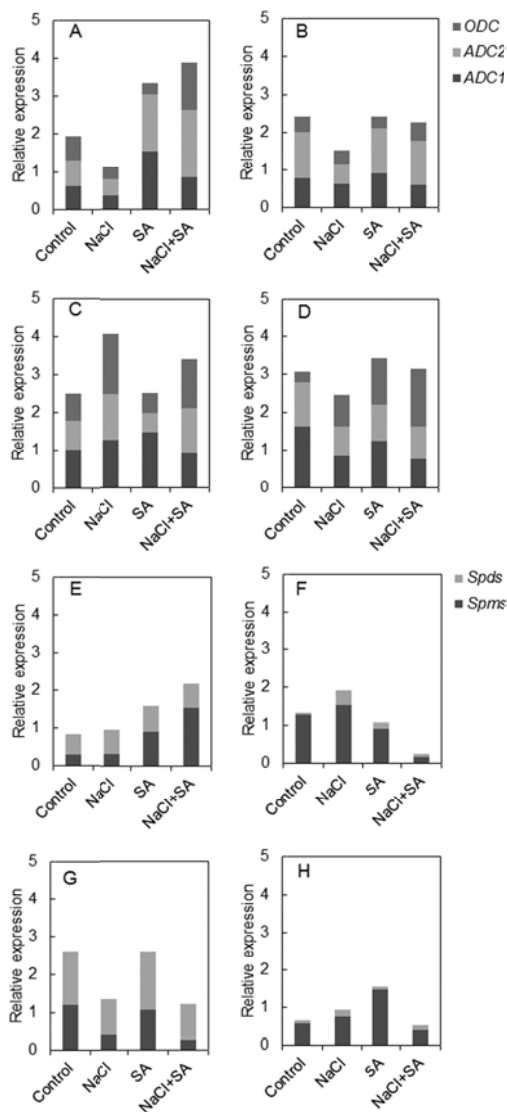 A
Relative expression
5
4
3
2
1
0
Control
NaCl
SA
NaCl+SA
B
Relative expression
5
4
3
2
1
0
Control
NaCl
SA
NaCl+SA
ODC
ADC2
ADC1
C
Relative expression
5
4
3
2
1
0
Control
NaCl
SA
NaCl+SA
D
Relative expression
5
4
3
2
1
0
Control
NaCl
SA
NaCl+SA
E
Relative expression
5
4
3
2
1
0
Control
NaCl
SA
NaCl+SA
F
Relative expression
5
4
3
2
1
0
Control
NaCl
SA
NaCl+SA
Spds
Spms
G
Relative expression
5
4
3
2
1
0
Control
NaCl
SA
NaCl+SA
H
Relative expression
5
4
3
2
1
0
Control
NaCl
SA
NaCl+SA